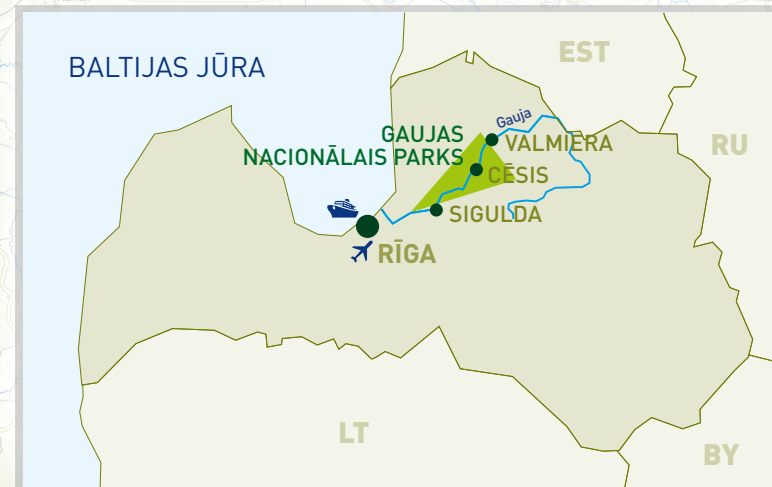 EST
BALTIJAS JŪRA
Gauja
GAUJAS
NACIONĀLAIS PARKS
VALMIERA
RU
CĒSIS
SIGULDA
RĪGA
LT
BY